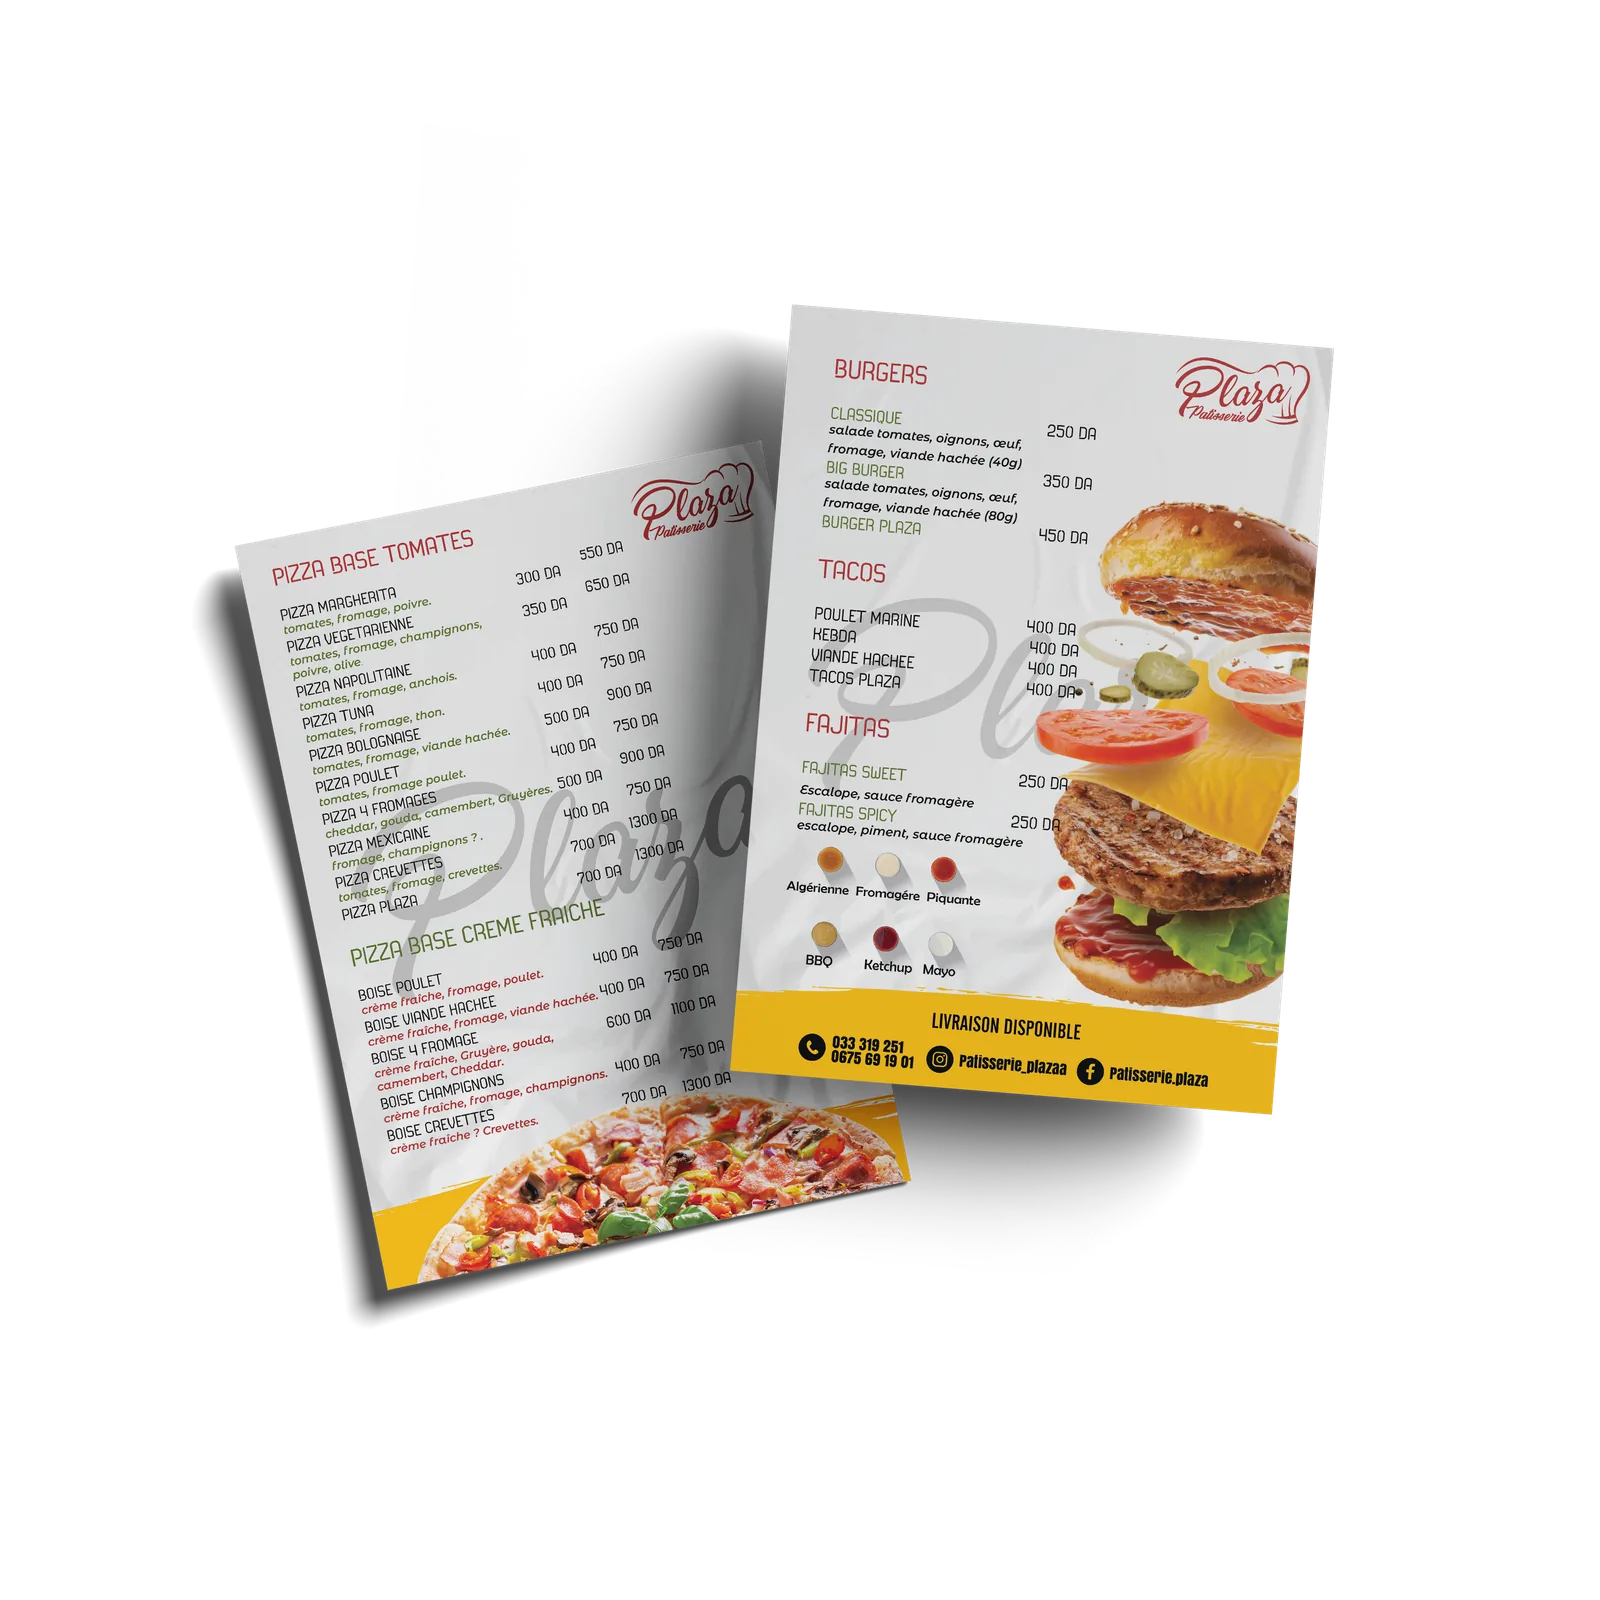 Plaza
Patisserie
PIZZA BASE TOMATES
PIZZA MARGHERITA 300 DA 550 DA
tomates, fromage, poivre.
PIZZA VEGETARIENNE 350 DA 650 DA
tomates, fromage, champignons,
poivre, olive
PIZZA NAPOLITAINE 400 DA 750 DA
tomates, fromage, anchois.
PIZZA TUNA 400 DA 750 DA
tomates, fromage, thon.
PIZZA BOLOGNAISE 500 DA 900 DA
tomates, fromage, viande hachée.
PIZZA POULET 400 DA 750 DA
tomates, fromage poulet.
PIZZA 4 FROMAGES 500 DA 900 DA
cheddar, gouda, camembert, Gruyères.
PIZZA MEXICAINE 400 DA 750 DA
fromage, champignons ? .
PIZZA CREVETTES 700 DA 1300 DA
tomates, fromage, crevettes.
PIZZA PLAZA 700 DA 1300 DA
Plaza
PIZZA BASE CREME FRAICHE
BOISE POULET 400 DA 750 DA
crème fraîche, fromage, poulet.
BOISE VIANDE HACHEE 400 DA 750 DA
crème fraîche, fromage, viande hachée.
BOISE 4 FROMAGE 600 DA 1100 DA
crème fraîche, Gruyère, gouda,
camembert, Cheddar.
BOISE CHAMPIGNONS 400 DA 750 DA
crème fraîche, fromage, champignons.
BOISE CREVETTES 700 DA 1300 DA
crème fraiche ? Crevettes.
Plaza
Patisserie
BURGERS
CLASSIQUE 250 DA
salade tomates, oignons, œuf,
fromage, viande hachée (40g)
BIG BURGER 350 DA
salade tomates, oignons, œuf,
fromage, viande hachée (80g)
BURGER PLAZA 450 DA
TACOS
POULET MARINE 400 DA
KEBDA 400 DA
VIANDE HACHEE 400 DA
TACOS PLAZA 400 DA
Plaza
FAJITAS
FAJITAS SWEET 250 DA
Escalope, sauce fromagère
FAJITAS SPICY 250 DA
escalope, piment, sauce fromagère
Algérienne Fromagére Piquante
BBQ Ketchup Mayo
LIVRAISON DISPONIBLE
033 319 251
0675 69 19 01
Patisserie_plazaa
Patisserie.plaza